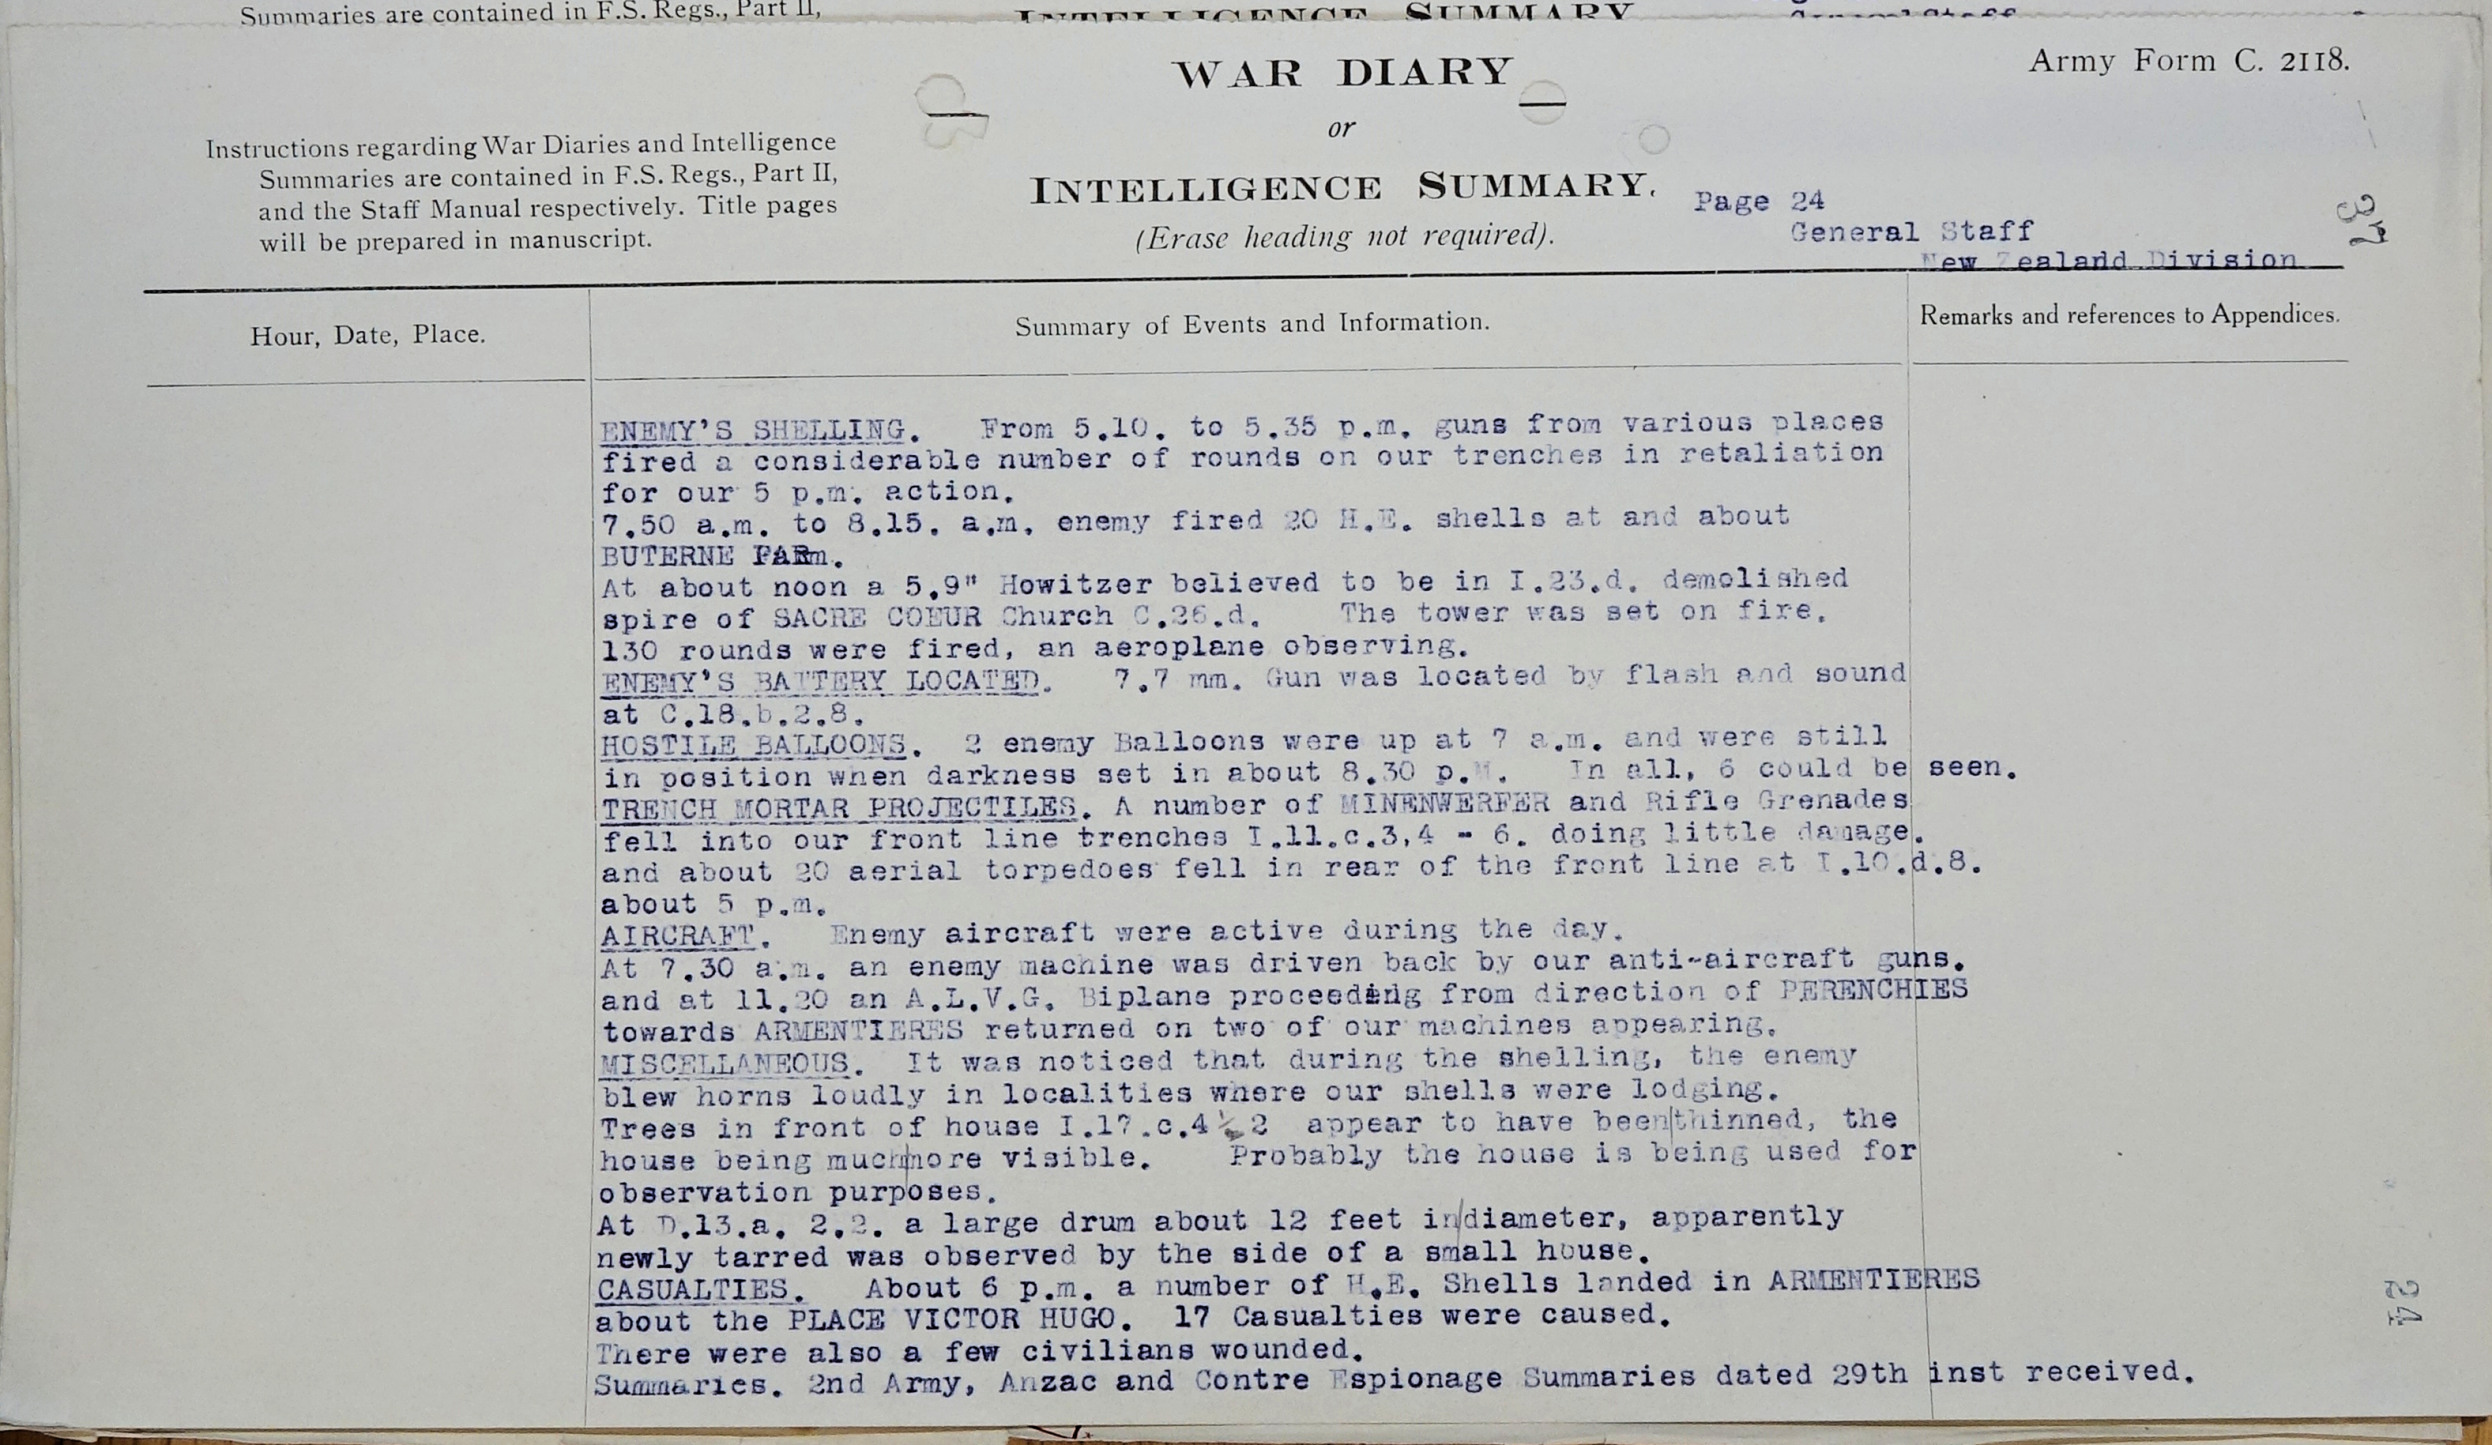 Summaries are contained in F.S. Regs., Part II,
INTELLIGENCE SUMMARY
General Staff
WAR DIARY
or
INTELLIGENCE SUMMARY.
(Erase heading not required).
Army Form C. 2118.
Instructions regarding War Diaries and Intelligence
Summaries are contained in F.S. Regs., Part II,
and the Staff Manual respectively. Title pages
will be prepared in manuscript.
Page 24
General Staff
New Zealand Division
37
Hour, Date, Place.
Summary of Events and Information.
Remarks and references to Appendices.
ENEMY'S SHELLING. From 5.10. to 5.35 p.m. guns from various places
fired a considerable number of rounds on our trenches in retaliation
for our 5 p.m. action.
7.50 a.m. to 8.15. a.m. enemy fired 20 H.E. shells at and about
BUTERNE FARm.
At about noon a 5.9" Howitzer believed to be in I.23.d. demolished
spire of SACRE COEUR Church C.26.d. The tower was set on fire.
130 rounds were fired, an aeroplane observing.
ENEMY'S BATTERY LOCATED. 7.7 mm. Gun was located by flash and sound
at C.18.b.2.8.
HOSTILE BALLOONS. 2 enemy Balloons were up at 7 a.m. and were still
in position when darkness set in about 8.30 p.M. In all, 6 could be seen.
TRENCH MORTAR PROJECTILES. A number of MINENWERFER and Rifle Grenades
fell into our front line trenches I.11.c.3,4 - 6. doing little damage.
and about 20 aerial torpedoes fell in rear of the front line at I.10.d.8.
about 5 p.m.
AIRCRAFT. Enemy aircraft were active during the day.
At 7.30 a.m. an enemy machine was driven back by our anti-aircraft guns.
and at 11.20 an A.L.V.G. Biplane proceeding from direction of PERENCHIES
towards ARMENTIERES returned on two of our machines appearing.
MISCELLANEOUS. It was noticed that during the shelling, the enemy
blew horns loudly in localities where our shells were lodging.
Trees in front of house I.17.c.4½ 2 appear to have been thinned, the
house being much more visible. Probably the house is being used for
observation purposes.
At D.13.a. 2.2. a large drum about 12 feet in/diameter, apparently
newly tarred was observed by the side of a small house.
CASUALTIES. About 6 p.m. a number of H.E. Shells landed in ARMENTIERES
about the PLACE VICTOR HUGO. 17 Casualties were caused.
There were also a few civilians wounded.
Summaries. 2nd Army, Anzac and Contre Espionage Summaries dated 29th inst received.
24